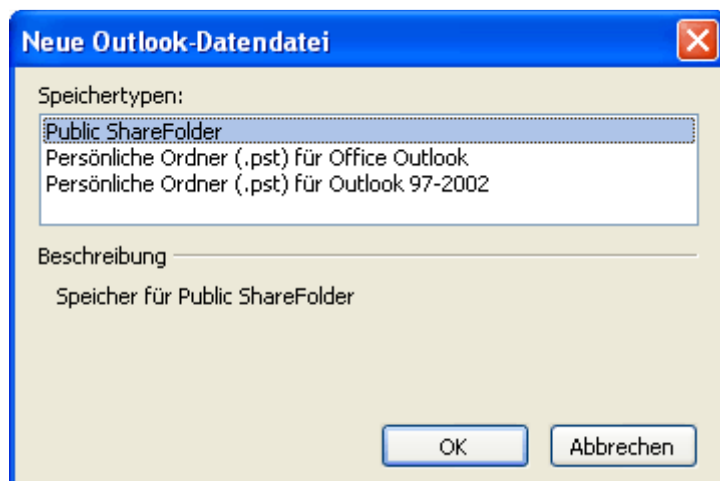 Neue Outlook-Datendatei
Speichertypen:
Public ShareFolder
Persönliche Ordner (.pst) für Office Outlook
Persönliche Ordner (.pst) für Outlook 97-2002
Beschreibung
Speicher für Public ShareFolder
OK
Abbrechen